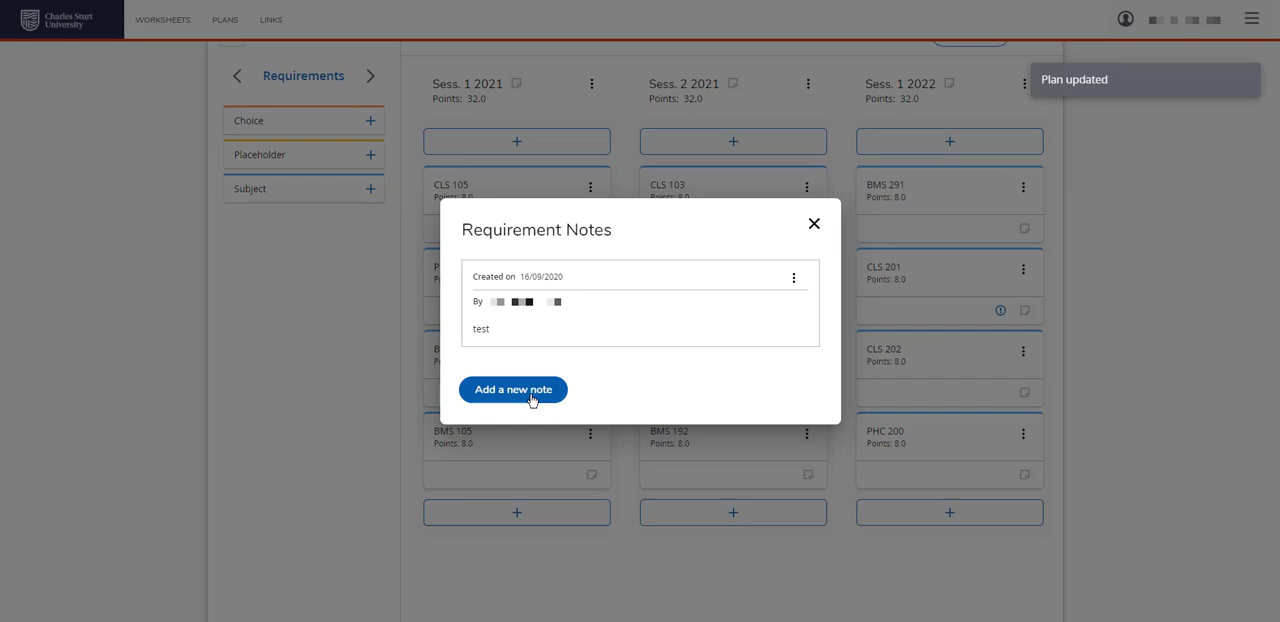 Charles Sturt
University
WORKSHEETS PLANS LINKS
Requirements
Choice
Placeholder
Subject
Sess. 1 2021
Points: 32.0
Sess. 2 2021
Points: 32.0
Sess. 1 2022
Points: 32.0
Plan updated
CLS 105
Points: 8.0
CLS 103
Points: 8.0
BMS 291
Points: 8.0
Requirement Notes
Created on 16/09/2020
By
test
Add a new note
CLS 201
Points: 8.0
CLS 202
Points: 8.0
BMS 105
Points: 8.0
BMS 192
Points: 8.0
PHC 200
Points: 8.0